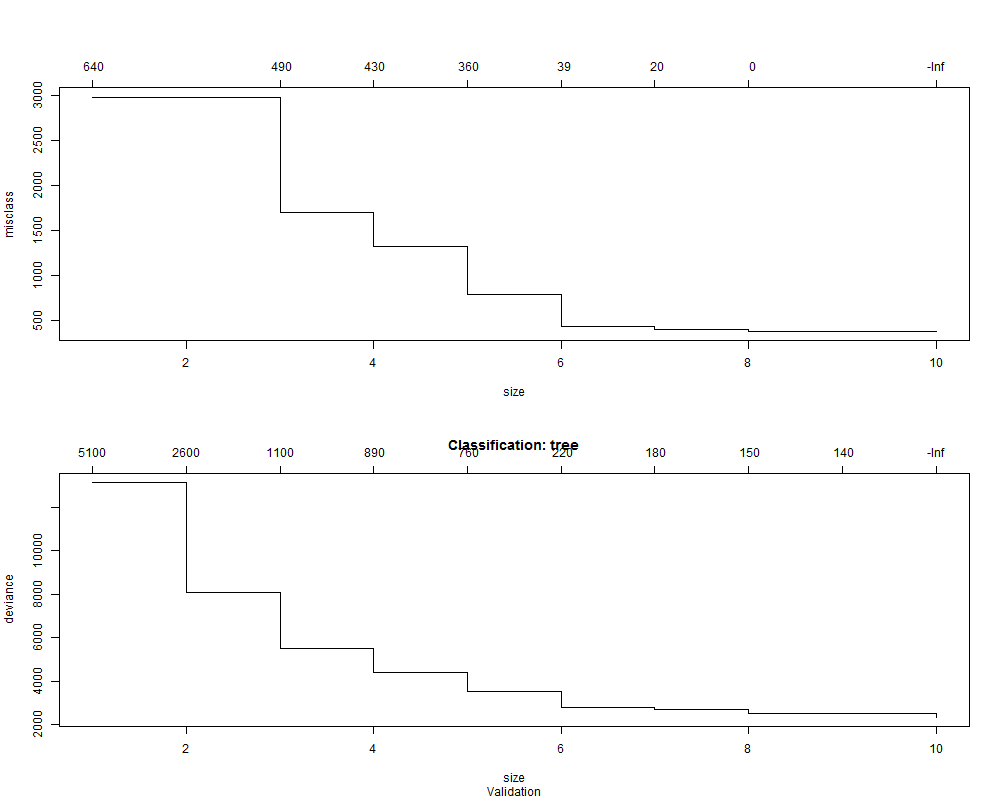 640 490 430 360 39 20 0 -Inf
3000
2500
2000
1500
1000
500
misclass
2 4 6 8 10
size
Classification: tree
5100 2600 1100 890 760 220 180 150 140 -Inf
10000
8000
6000
4000
2000
deviance
2 4 6 8 10
size
Validation